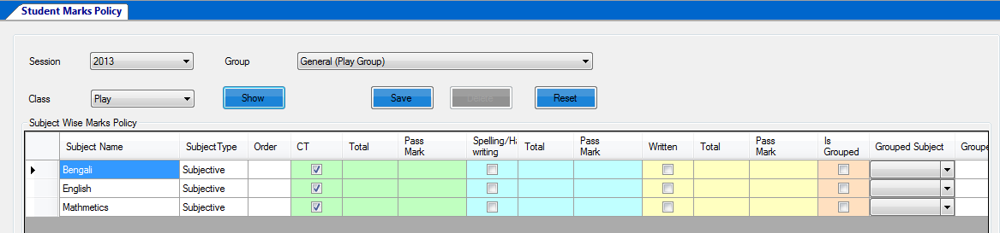 Student Marks Policy
Session 2013 Group General (Play Group)
Class Play Show Save Delete Reset
Subject Wise Marks Policy
Subject Name SubjectType Order CT Total Pass Mark Spelling/Ha writing Total Pass Mark Written Total Pass Mark Is Grouped Grouped Subject Groupe
Bengali Subjective
English Subjective
Mathmetics Subjective